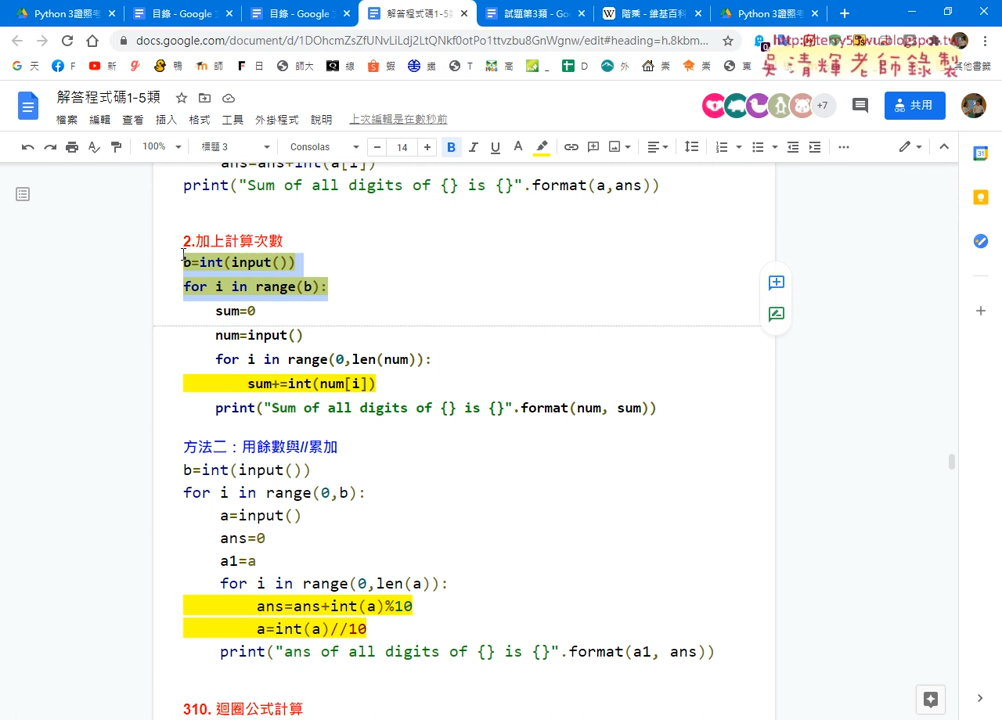 Python 3證照考
目錄 - Google
目錄 - Google
解答程式碼1-5類
試題第3類 - Go
階乘 - 維基百科
Python 3證照
docs.google.com/document/d/1DOhcmZsZfUNvLiLdj2LtQNkf0otPo1ttvzbu8GnWgnw/edit#heading=h.8kbm...
吳清輝老師錄製
解答程式碼1-5類
檔案 編輯 查看 插入 格式 工具 外掛程式 說明 上次編輯是在數秒前
+7
共用
100% 標題 3 Consolas 14
print("Sum of all digits of {} is {}".format(a,ans))
2.加上計算次數
b=int(input())
for i in range(b):
sum=0
num=input()
for i in range(0,len(num)):
sum+=int(num[i])
print("Sum of all digits of {} is {}".format(num, sum))
方法二：用餘數與//累加
b=int(input())
for i in range(0,b):
a=input()
ans=0
a1=a
for i in range(0,len(a)):
ans=ans+int(a)%10
a=int(a)//10
print("ans of all digits of {} is {}".format(a1, ans))
310. 迴圈公式計算